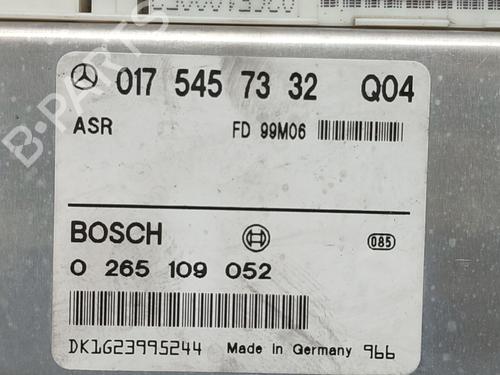 017 545 73 32 Q04
ASR FD 99M06
BOSCH 085
0 265 109 052
DK1G23995244 Made In Germany 966
B-PARTS